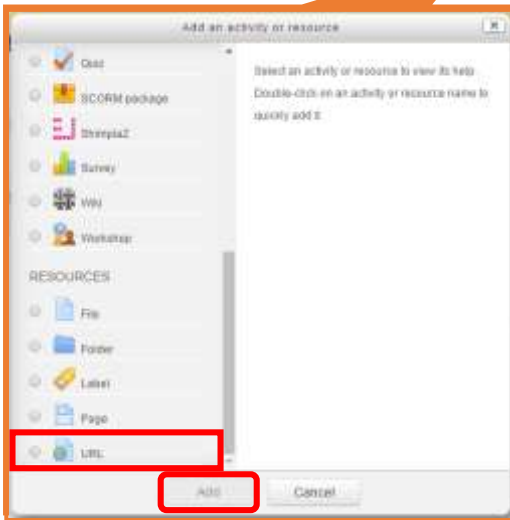 Add an activity or resource
Quiz
SCORM package
Survey
Wiki
Workshop
RESOURCES
File
Folder
Label
Page
URL
Select an activity or resource to view its help.
Double-click on an activity or resource name to
quickly add it.
Add
Cancel